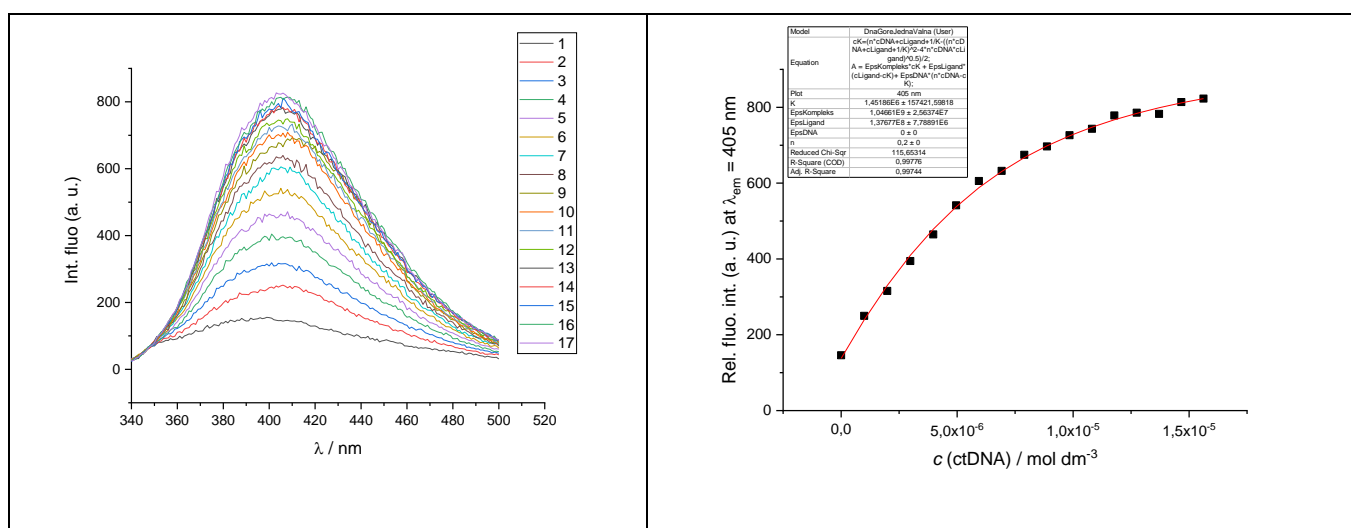 Int. fluo (a. u.)
800
600
400
200
0
340
360
380
400
420
440
460
480
500
520
λ / nm
1
2
3
4
5
6
7
8
9
10
11
12
13
14
15
16
17
Rel. fluo. int. (a. u.) at λem = 405 nm
800
600
400
200
0
0,0
5,0x10-6
1,0x10-5
1,5x10-5
c (ctDNA) / mol dm-3
Model DnaGoreJednaValna (User)
Equation
cK=(n*cDNA+cLigand+1/K-((n*cD
NA+cLigand+1/K)^2-4*n*cDNA*cLi
gand)^0.5)/2;
A = EpsKompleks*cK + EpsLigand*
(cLigand-cK)+ EpsDNA*(n*cDNA-c
K);
Plot 405 nm
K 1,45186E6 ± 157421,59818
EpsKompleks 1,04661E9 ± 2,56374E7
EpsLigand 1,37677E8 ± 7,78891E6
EpsDNA 0 ± 0
n 0,2 ± 0
Reduced Chi-Sqr 115,65314
R-Square (COD) 0,99776
Adj. R-Square 0,99744